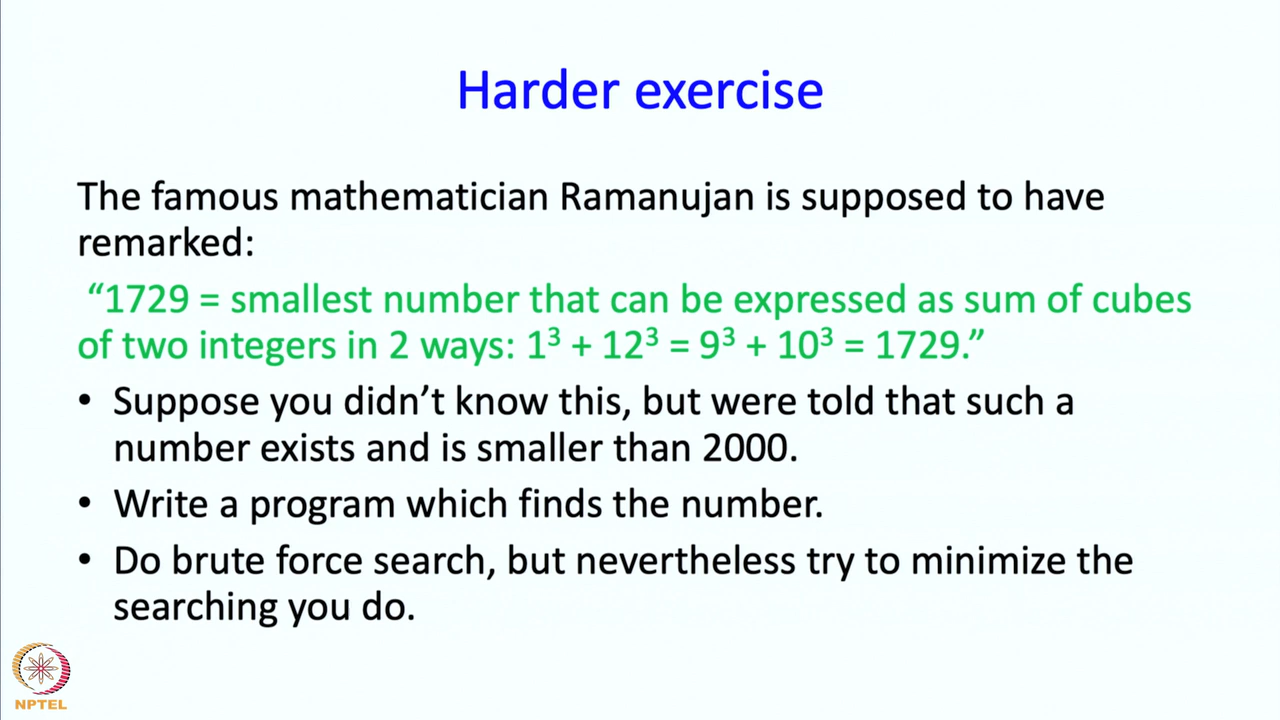 Harder exercise
The famous mathematician Ramanujan is supposed to have
remarked:
“1729 = smallest number that can be expressed as sum of cubes
of two integers in 2 ways: 1³ + 12³ = 9³ + 10³ = 1729.”
• Suppose you didn’t know this, but were told that such a
number exists and is smaller than 2000.
• Write a program which finds the number.
• Do brute force search, but nevertheless try to minimize the
searching you do.
NPTEL